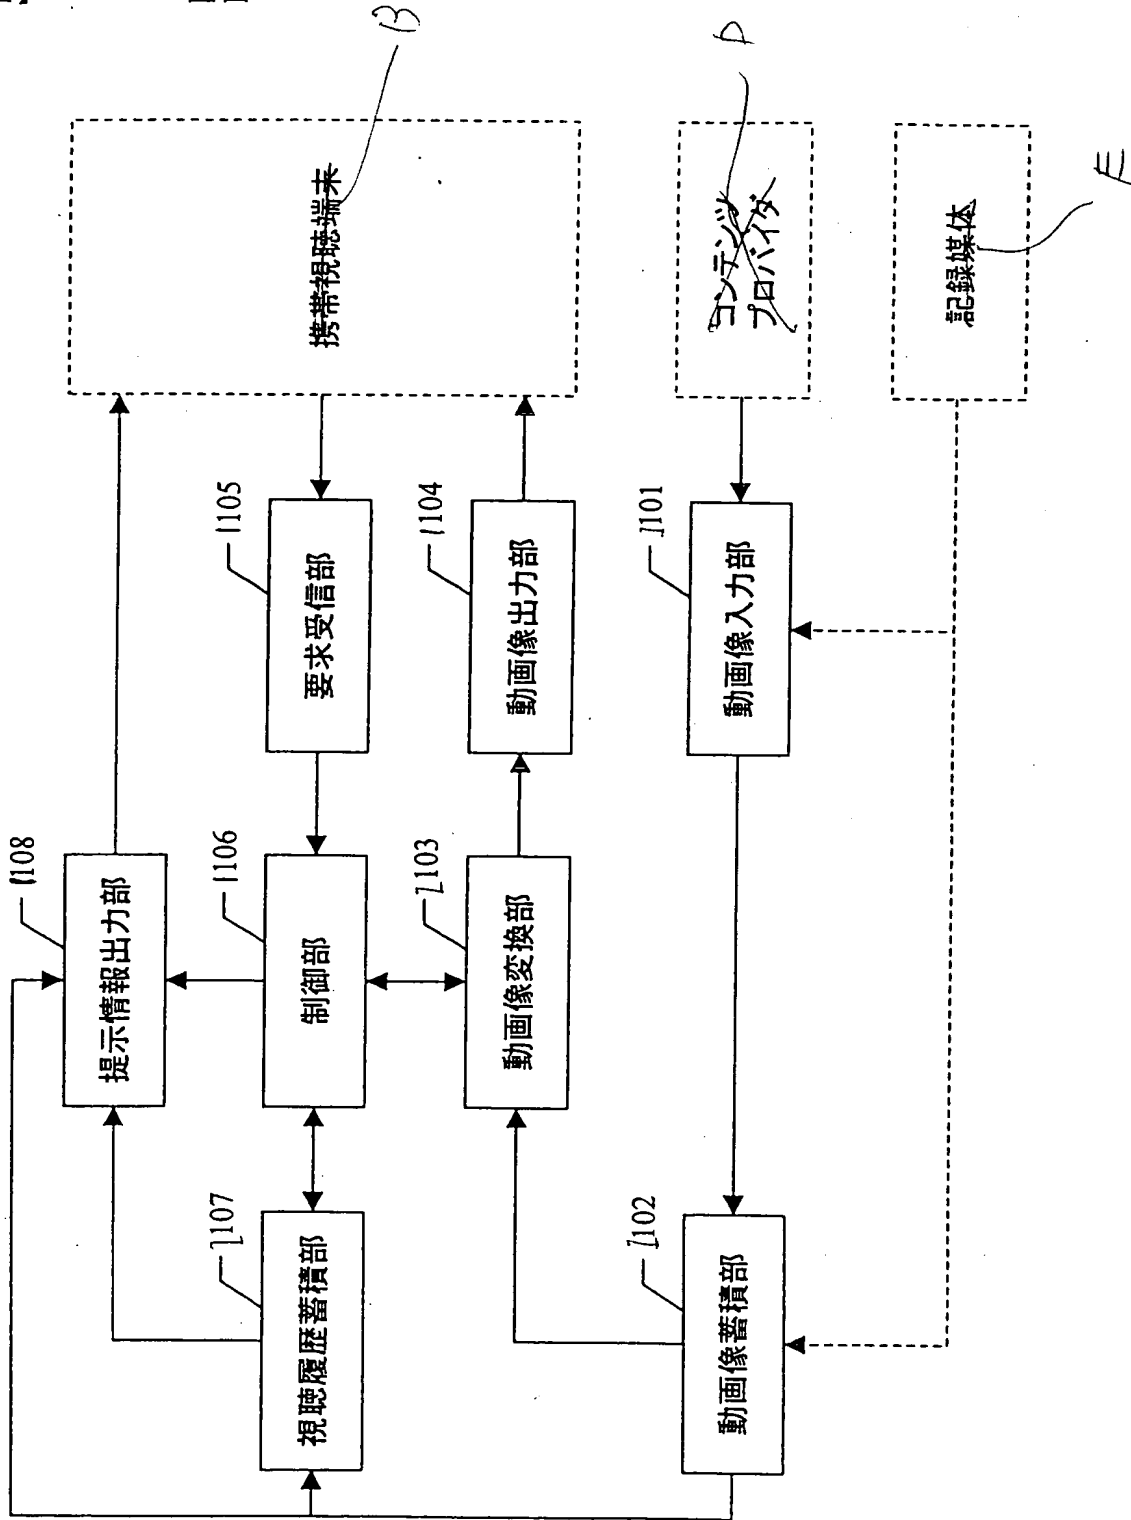 B
携帯視聴端末
D
コンテンツ
プロバイダ
E
記録媒体
1105
要求受信部
1104
動画像出力部
1101
動画像入力部
1108
提示情報出力部
1106
制御部
1103
動画像変換部
1107
視聴履歴蓄積部
1102
動画像蓄積部